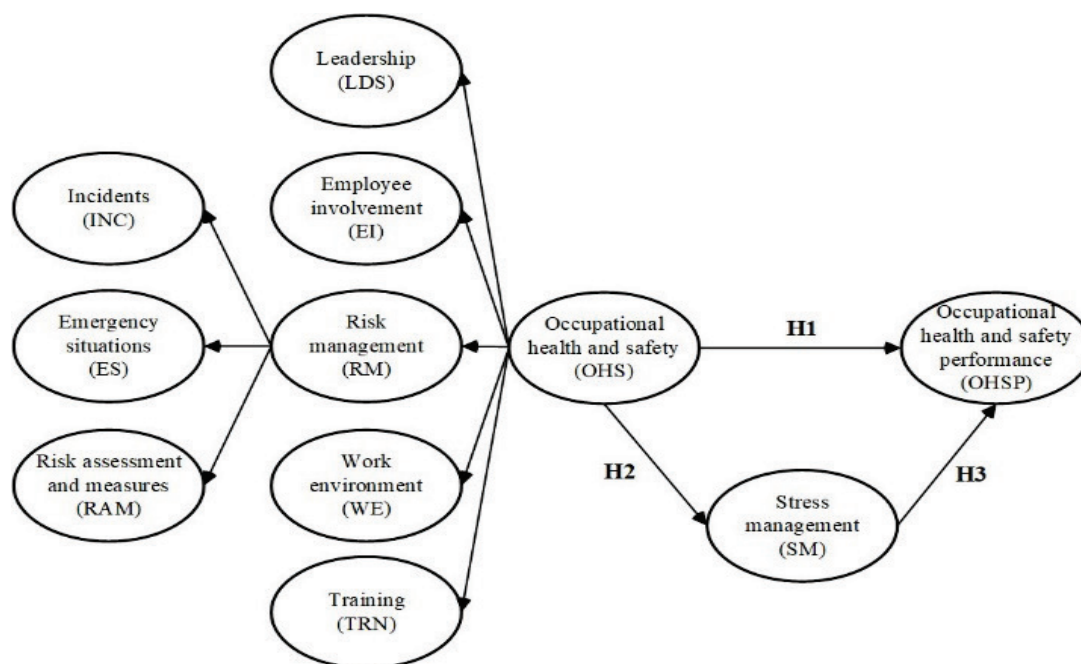 Leadership
(LDS)
Incidents
(INC)
Employee
involvement
(EI)
Emergency
situations
(ES)
Risk
management
(RM)
Occupational
health and safety
(OHS)
H1
Occupational
health and safety
performance
(OHSP)
Risk assessment
and measures
(RAM)
Work
environment
(WE)
H2
H3
Stress
management
(SM)
Training
(TRN)